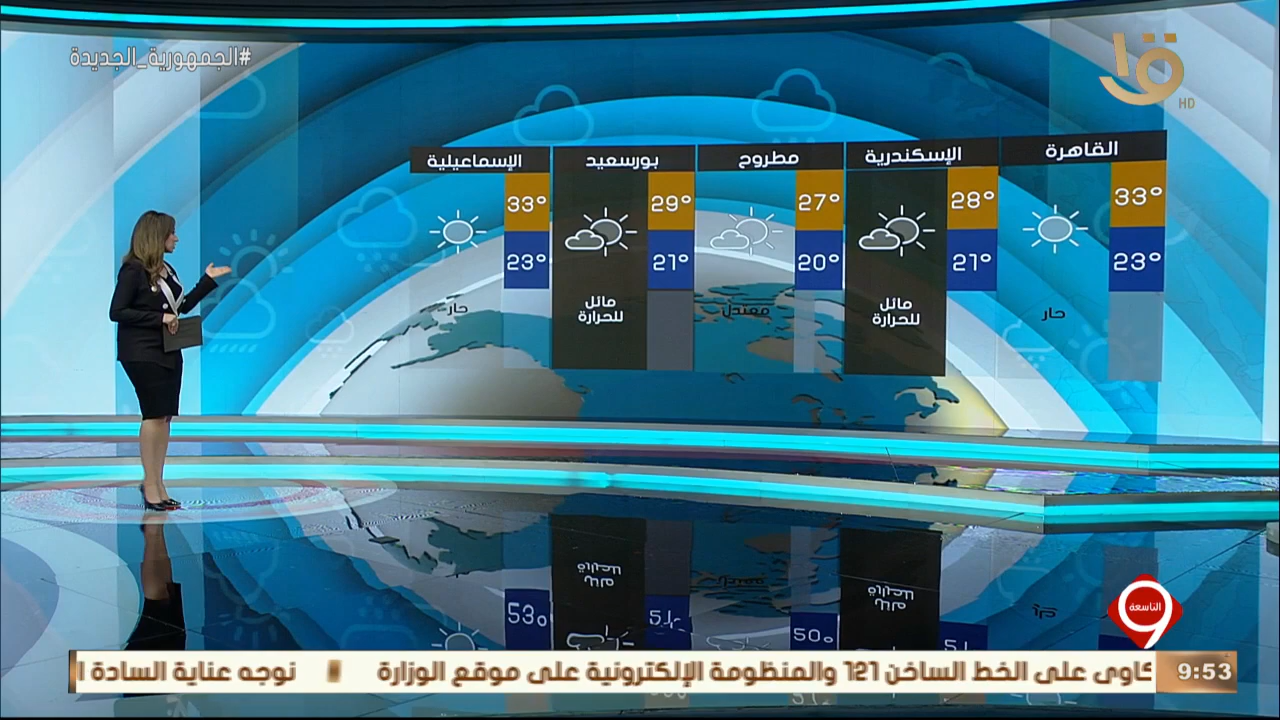 #الجمهورية_الجديدة
HD
القاهرة
33°
23°
حار
الإسكندرية
28°
21°
مائل
للحرارة
مطروح
27°
20°
معتدل
بورسعيد
29°
21°
مائل
للحرارة
الإسماعيلية
33°
23°
حار
التاسعة
9
كاوى على الخط الساخن 121 والمنظومة الإلكترونية على موقع الوزارة نوجه عناية السادة ا
9:53